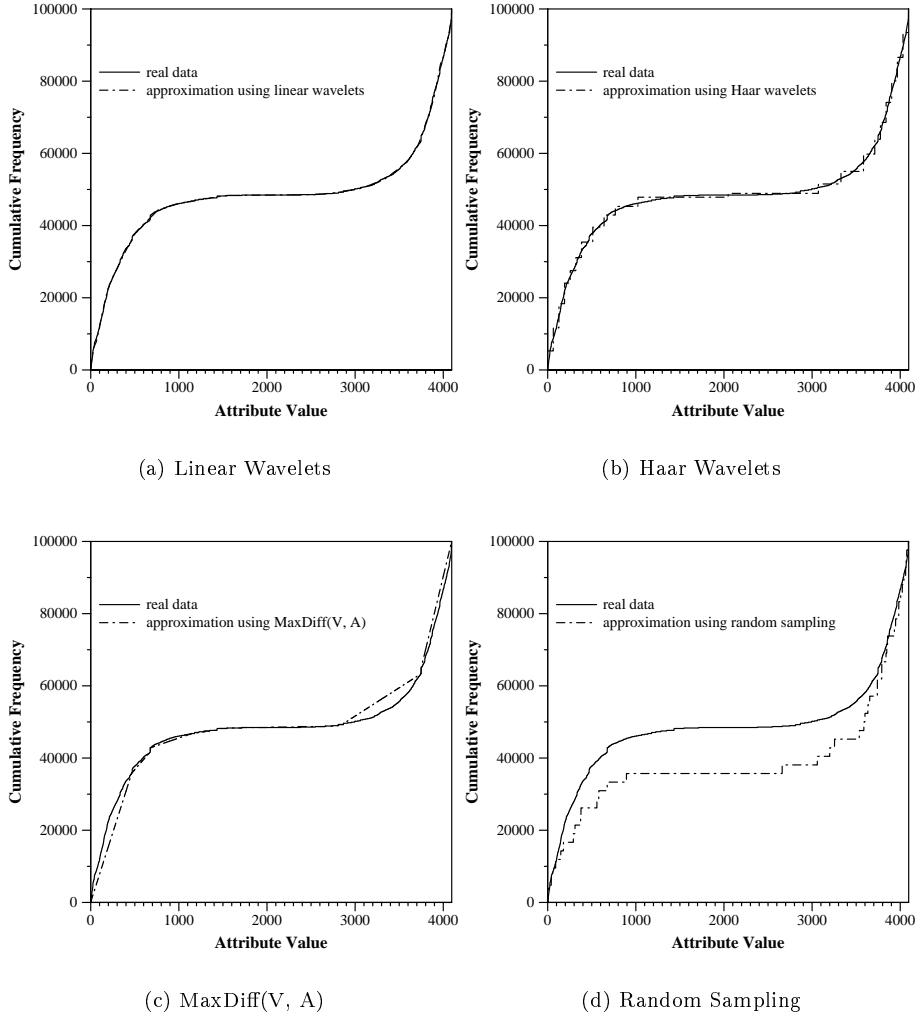 100000
80000
60000
40000
20000
0
Cumulative Frequency
real data
approximation using linear wavelets
0 1000 2000 3000 4000
Attribute Value
(a) Linear Wavelets
100000
80000
60000
40000
20000
0
Cumulative Frequency
real data
approximation using Haar wavelets
0 1000 2000 3000 4000
Attribute Value
(b) Haar Wavelets
100000
80000
60000
40000
20000
0
Cumulative Frequency
real data
approximation using MaxDiff(V, A)
0 1000 2000 3000 4000
Attribute Value
(c) MaxDiff(V, A)
100000
80000
60000
40000
20000
0
Cumulative Frequency
real data
approximation using random sampling
0 1000 2000 3000 4000
Attribute Value
(d) Random Sampling